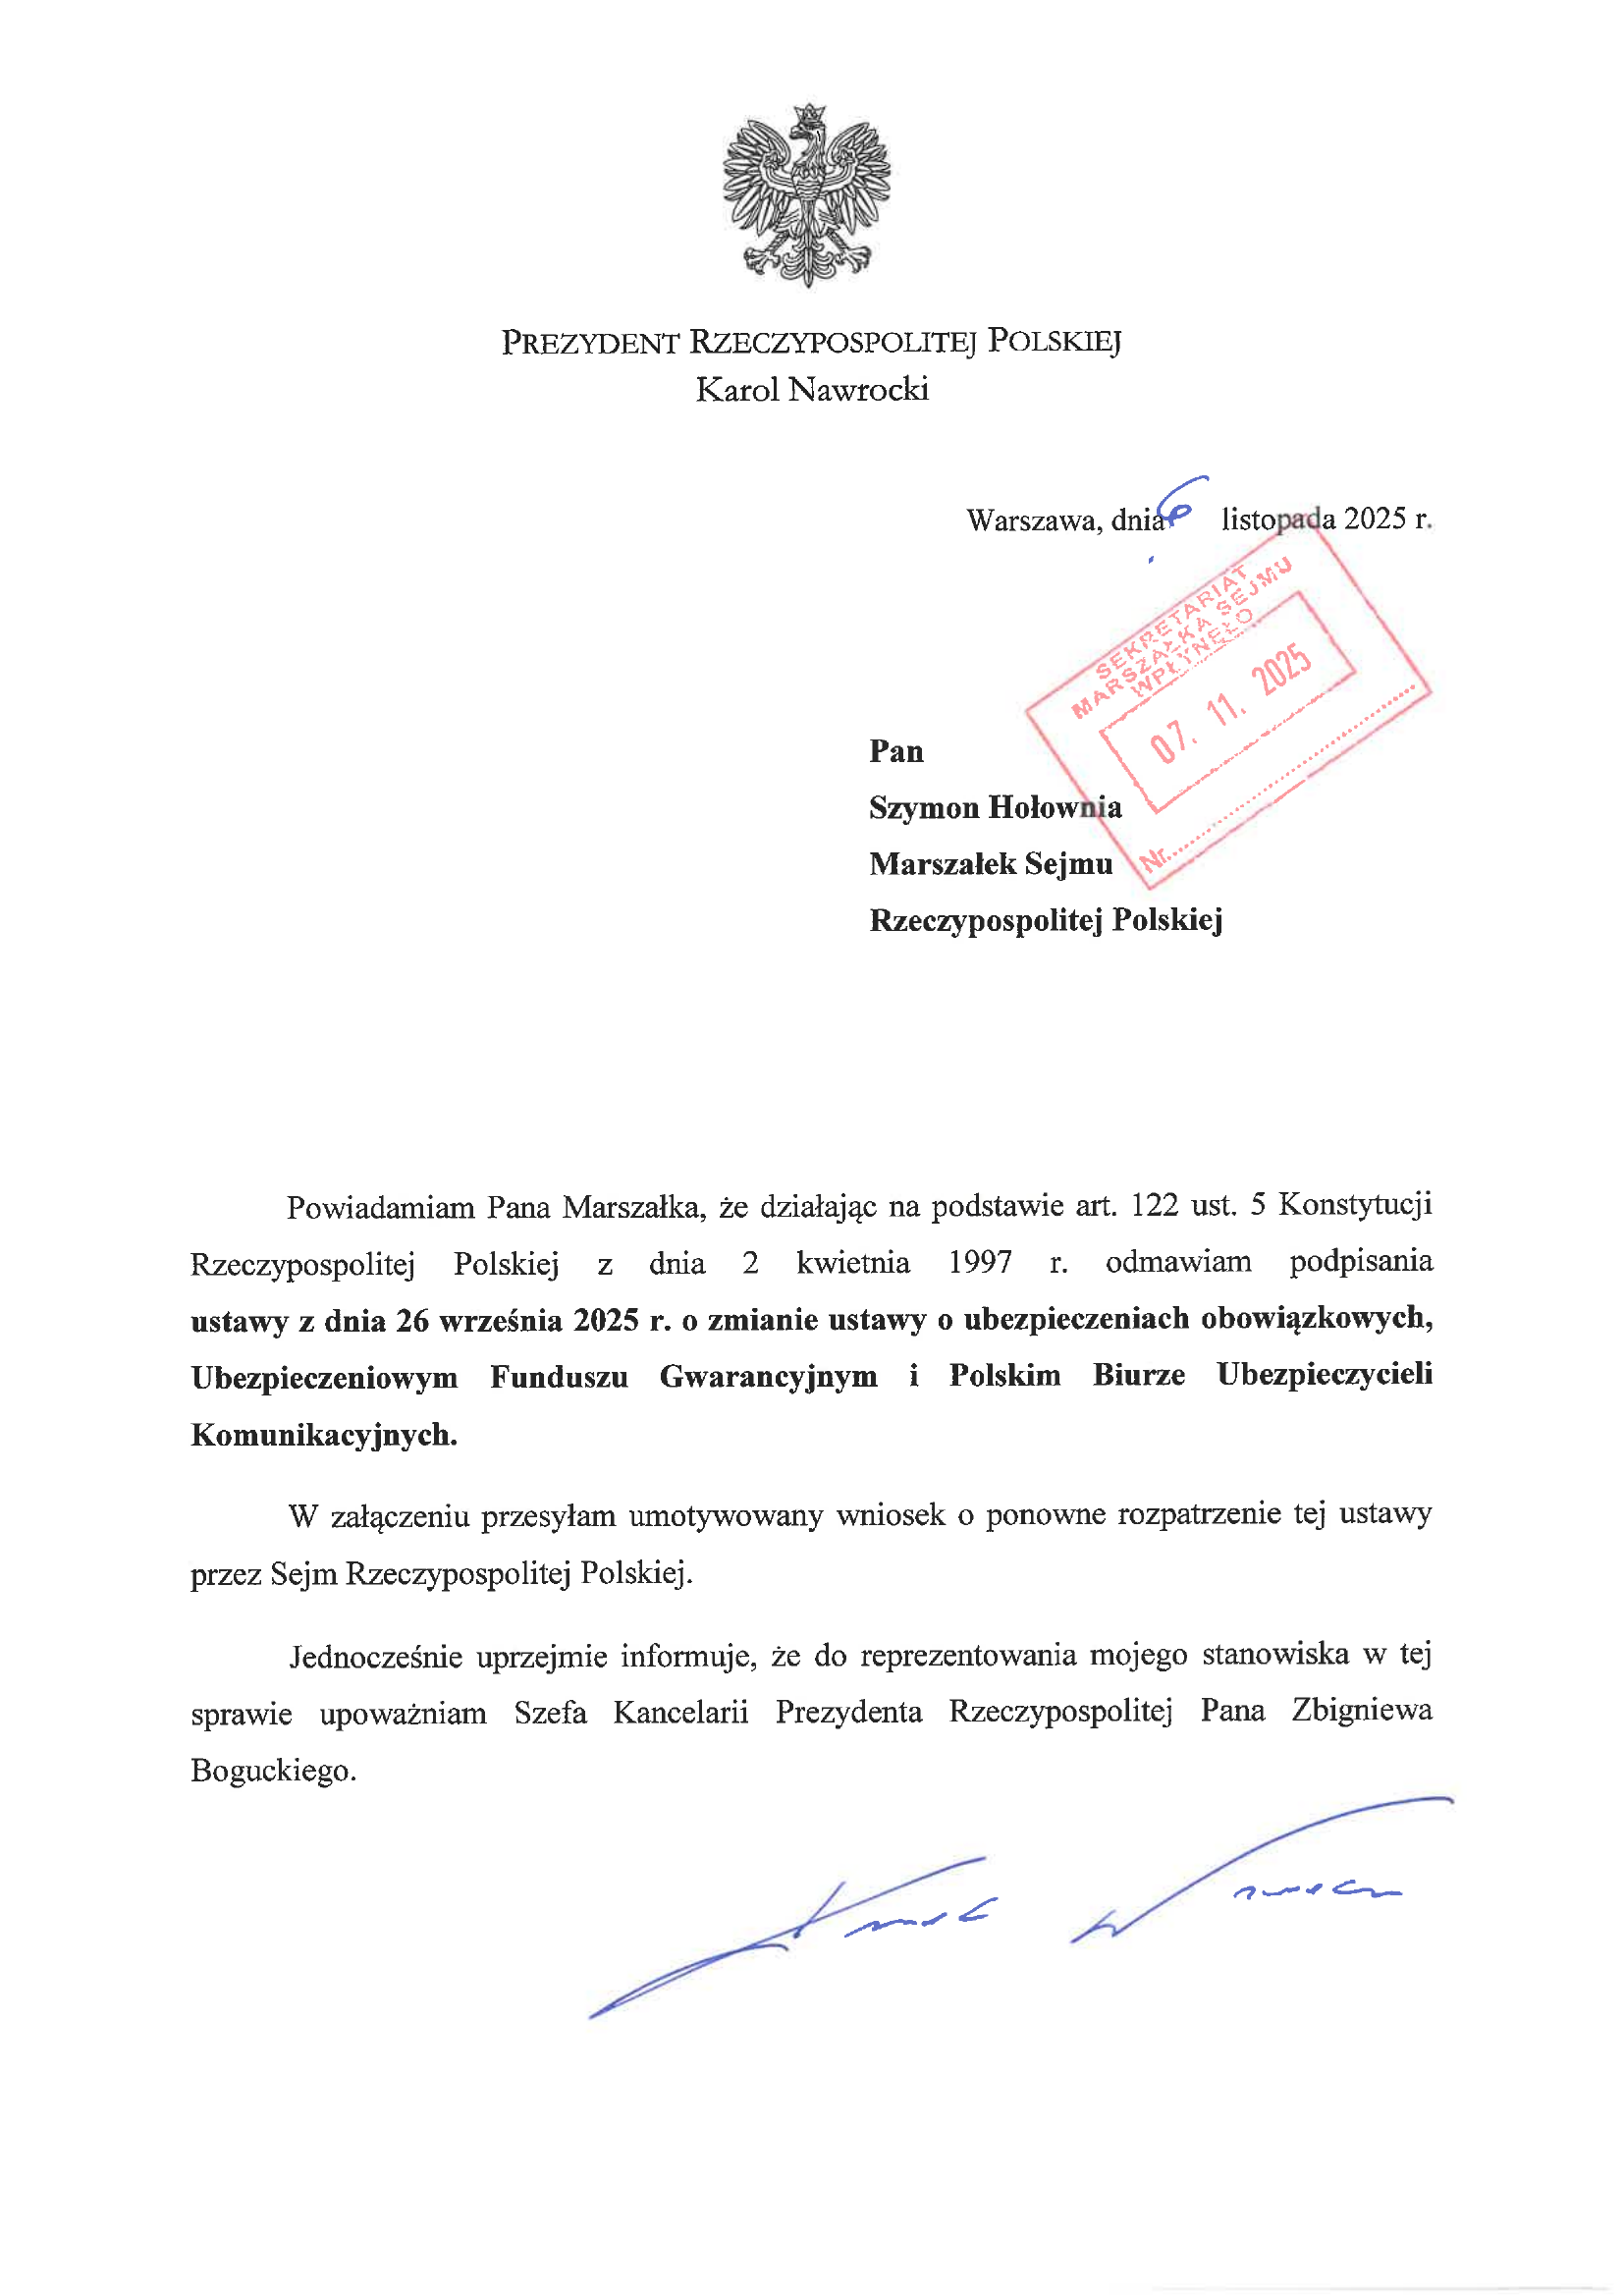 PREZYDENT RZECZYPOSPOLITEJ POLSKIEJ
Karol Nawrocki
Warszawa, dnia 6 listopada 2025 r.
SEKRETARIAT
MARSZAŁKA SEJMU
WPŁYNĘŁO
07. 11. 2025
Nr..............................
Pan
Szymon Hołownia
Marszałek Sejmu
Rzeczypospolitej Polskiej
Powiadamiam Pana Marszałka, że działając na podstawie art. 122 ust. 5 Konstytucji
Rzeczypospolitej Polskiej z dnia 2 kwietnia 1997 r. odmawiam podpisania
ustawy z dnia 26 września 2025 r. o zmianie ustawy o ubezpieczeniach obowiązkowych,
Ubezpieczeniowym Funduszu Gwarancyjnym i Polskim Biurze Ubezpieczycieli
Komunikacyjnych.
W załączeniu przesyłam umotywowany wniosek o ponowne rozpatrzenie tej ustawy
przez Sejm Rzeczypospolitej Polskiej.
Jednocześnie uprzejmie informuje, że do reprezentowania mojego stanowiska w tej
sprawie upoważniam Szefa Kancelarii Prezydenta Rzeczypospolitej Pana Zbigniewa
Boguckiego.